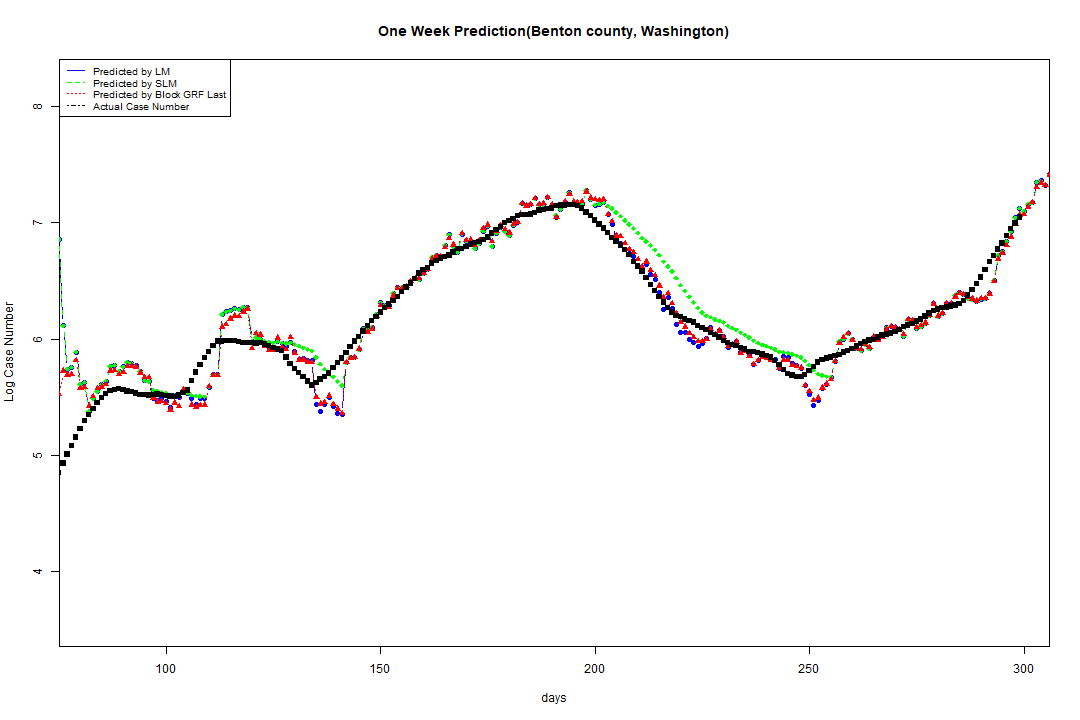 One Week Prediction(Benton county, Washington)
Predicted by LM
Predicted by SLM
Predicted by Block GRF Last
Actual Case Number
8
7
6
5
4
Log Case Number
100 150 200 250 300
days